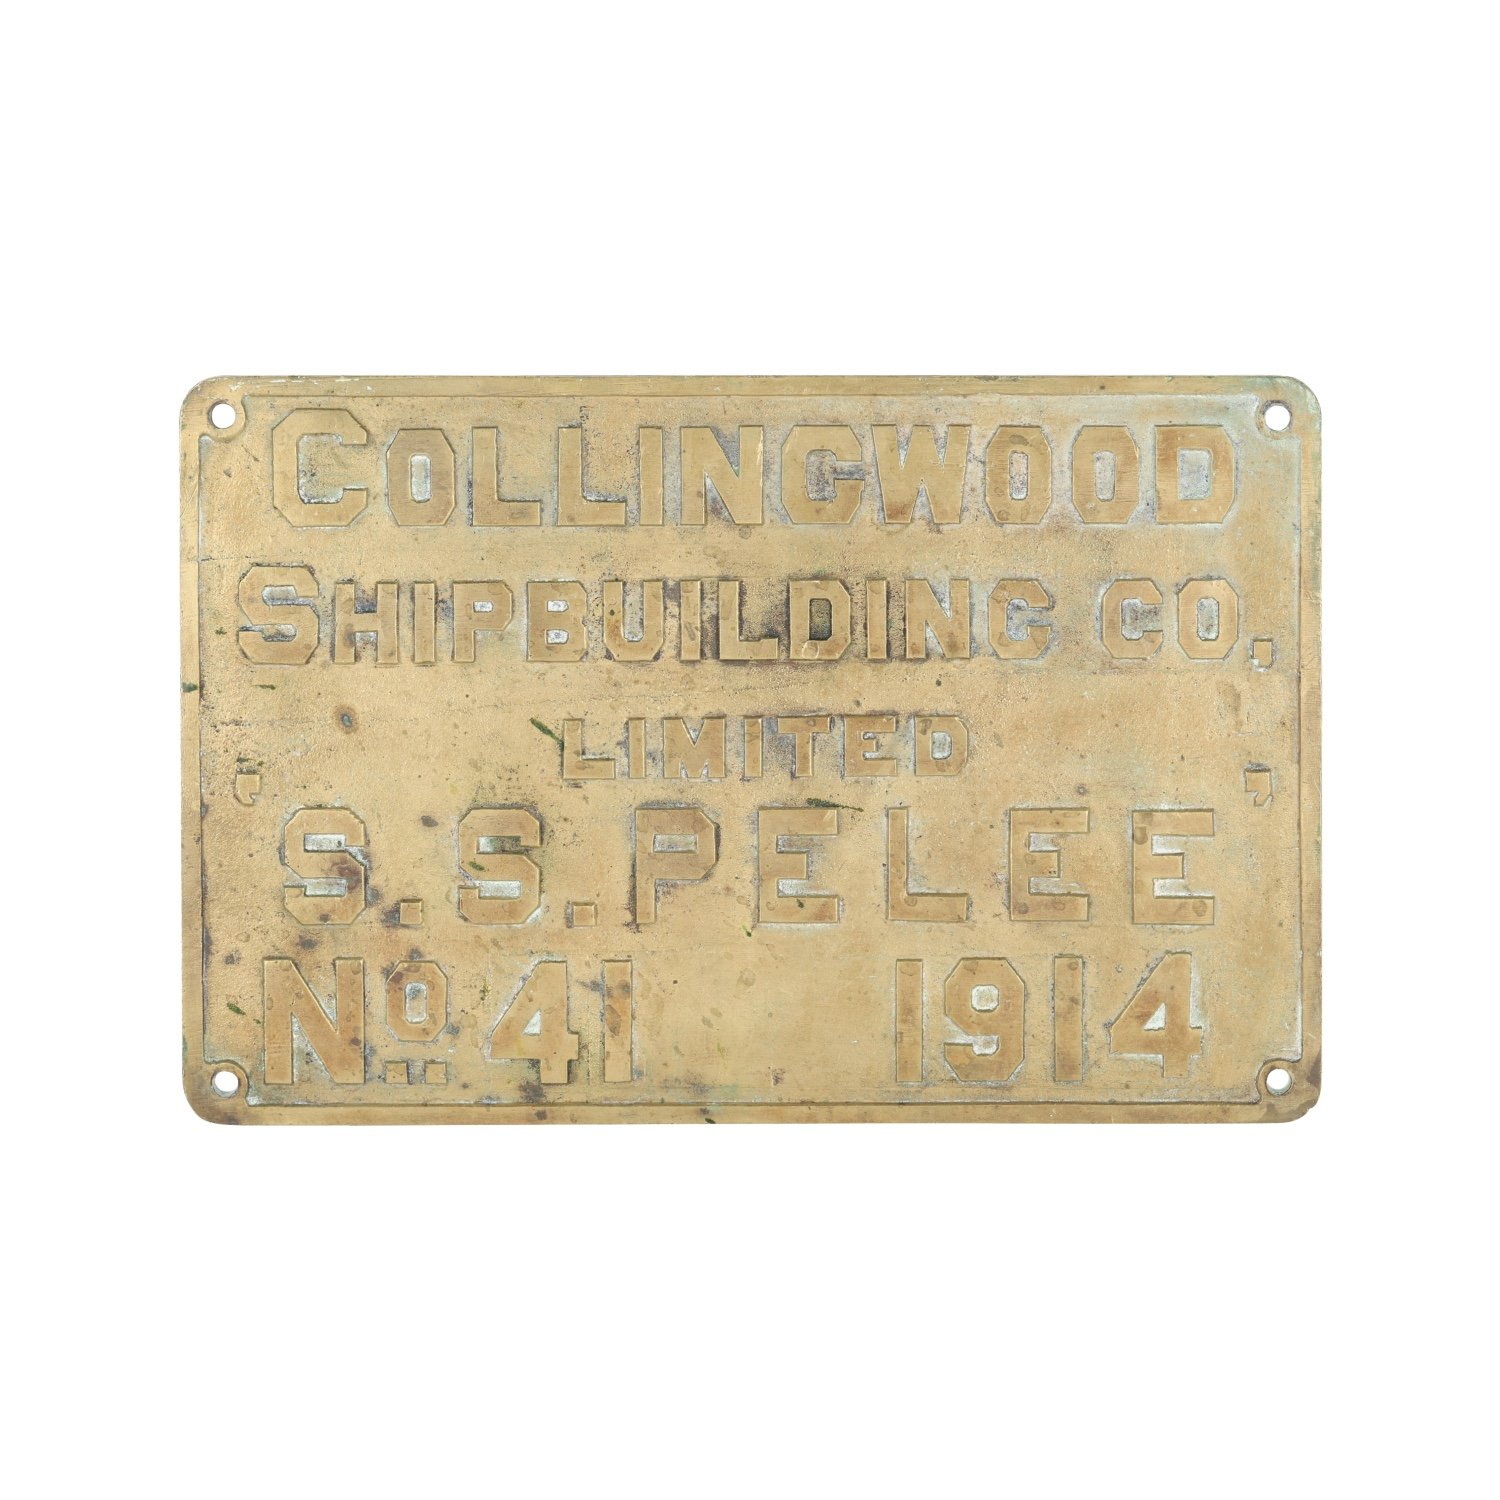 COLLINGWOOD
SHIPBUILDING CO,
LIMITED
'S.S.PELEE'
No. 41 1914